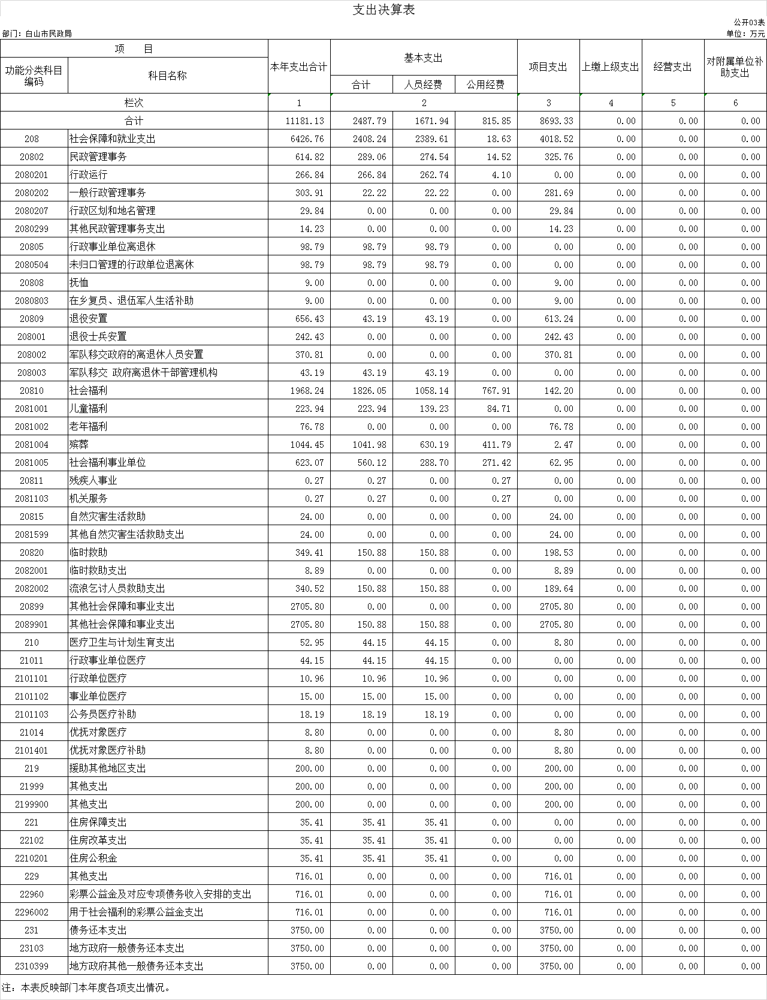 支出决算表
公开03表
部门：白山市民政局 单位：万元
项 目 本年支出合计 基本支出 项目支出 上缴上级支出 经营支出 对附属单位补助支出
功能分类科目编码 科目名称 合计 人员经费 公用经费
栏次 1 2 3 4 5 6
合计 11181.13 2487.79 1671.94 815.85 8693.33 0.00 0.00 0.00
208 社会保障和就业支出 6426.76 2408.24 2389.61 18.63 4018.52 0.00 0.00 0.00
20802 民政管理事务 614.82 289.06 274.54 14.52 325.76 0.00 0.00 0.00
2080201 行政运行 266.84 266.84 262.74 4.10 0.00 0.00 0.00 0.00
2080202 一般行政管理事务 303.91 22.22 22.22 0.00 281.69 0.00 0.00 0.00
2080207 行政区划和地名管理 29.84 0.00 0.00 0.00 29.84 0.00 0.00 0.00
2080299 其他民政管理事务支出 14.23 0.00 0.00 0.00 14.23 0.00 0.00 0.00
20805 行政事业单位离退休 98.79 98.79 98.79 0.00 0.00 0.00 0.00 0.00
2080504 未归口管理的行政单位退离休 98.79 98.79 98.79 0.00 0.00 0.00 0.00 0.00
20808 抚恤 9.00 0.00 0.00 0.00 9.00 0.00 0.00 0.00
2080803 在乡复员、退伍军人生活补助 9.00 0.00 0.00 0.00 9.00 0.00 0.00 0.00
20809 退役安置 656.43 43.19 43.19 0.00 613.24 0.00 0.00 0.00
208001 退役士兵安置 242.43 0.00 0.00 0.00 242.43 0.00 0.00 0.00
208002 军队移交政府的离退休人员安置 370.81 0.00 0.00 0.00 370.81 0.00 0.00 0.00
208003 军队移交 政府离退休干部管理机构 43.19 43.19 43.19 0.00 0.00 0.00 0.00 0.00
20810 社会福利 1968.24 1826.05 1058.14 767.91 142.20 0.00 0.00 0.00
2081001 儿童福利 223.94 223.94 139.23 84.71 0.00 0.00 0.00 0.00
2081002 老年福利 76.78 0.00 0.00 0.00 76.78 0.00 0.00 0.00
2081004 殡葬 1044.45 1041.98 630.19 411.79 2.47 0.00 0.00 0.00
2081005 社会福利事业单位 623.07 560.12 288.70 271.42 62.95 0.00 0.00 0.00
20811 残疾人事业 0.27 0.27 0.00 0.27 0.00 0.00 0.00 0.00
2081103 机关服务 0.27 0.27 0.00 0.27 0.00 0.00 0.00 0.00
20815 自然灾害生活救助 24.00 0.00 0.00 0.00 24.00 0.00 0.00 0.00
2081599 其他自然灾害生活救助支出 24.00 0.00 0.00 0.00 24.00 0.00 0.00 0.00
20820 临时救助 349.41 150.88 150.88 0.00 198.53 0.00 0.00 0.00
2082001 临时救助支出 8.89 0.00 0.00 0.00 8.89 0.00 0.00 0.00
2082002 流浪乞讨人员救助支出 340.52 150.88 150.88 0.00 189.64 0.00 0.00 0.00
20899 其他社会保障和事业支出 2705.80 0.00 0.00 0.00 2705.80 0.00 0.00 0.00
2089901 其他社会保障和事业支出 2705.80 150.88 150.88 0.00 2705.80 0.00 0.00 0.00
210 医疗卫生与计划生育支出 52.95 44.15 44.15 0.00 8.80 0.00 0.00 0.00
21011 行政事业单位医疗 44.15 44.15 44.15 0.00 0.00 0.00 0.00 0.00
2101101 行政单位医疗 10.96 10.96 10.96 0.00 0.00 0.00 0.00 0.00
2101102 事业单位医疗 15.00 15.00 15.00 0.00 0.00 0.00 0.00 0.00
2101103 公务员医疗补助 18.19 18.19 18.19 0.00 0.00 0.00 0.00 0.00
21014 优抚对象医疗 8.80 0.00 0.00 0.00 8.80 0.00 0.00 0.00
2101401 优抚对象医疗补助 8.80 0.00 0.00 0.00 8.80 0.00 0.00 0.00
219 援助其他地区支出 200.00 0.00 0.00 0.00 200.00 0.00 0.00 0.00
21999 其他支出 200.00 0.00 0.00 0.00 200.00 0.00 0.00 0.00
2199900 其他支出 200.00 0.00 0.00 0.00 200.00 0.00 0.00 0.00
221 住房保障支出 35.41 35.41 35.41 0.00 0.00 0.00 0.00 0.00
22102 住房改革支出 35.41 35.41 35.41 0.00 0.00 0.00 0.00 0.00
2210201 住房公积金 35.41 35.41 35.41 0.00 0.00 0.00 0.00 0.00
229 其他支出 716.01 0.00 0.00 0.00 716.01 0.00 0.00 0.00
22960 彩票公益金及对应专项债务收入安排的支出 716.01 0.00 0.00 0.00 716.01 0.00 0.00 0.00
2296002 用于社会福利的彩票公益金支出 716.01 0.00 0.00 0.00 716.01 0.00 0.00 0.00
231 债务还本支出 3750.00 0.00 0.00 0.00 3750.00 0.00 0.00 0.00
23103 地方政府一般债务还本支出 3750.00 0.00 0.00 0.00 3750.00 0.00 0.00 0.00
2310399 地方政府其他一般债务还本支出 3750.00 0.00 0.00 0.00 3750.00 0.00 0.00 0.00
注：本表反映部门本年度各项支出情况。